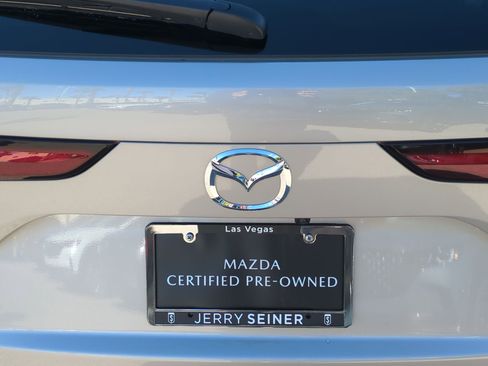 Las Vegas
MAZDA
CERTIFIED PRE-OWNED
JERRY SEINER